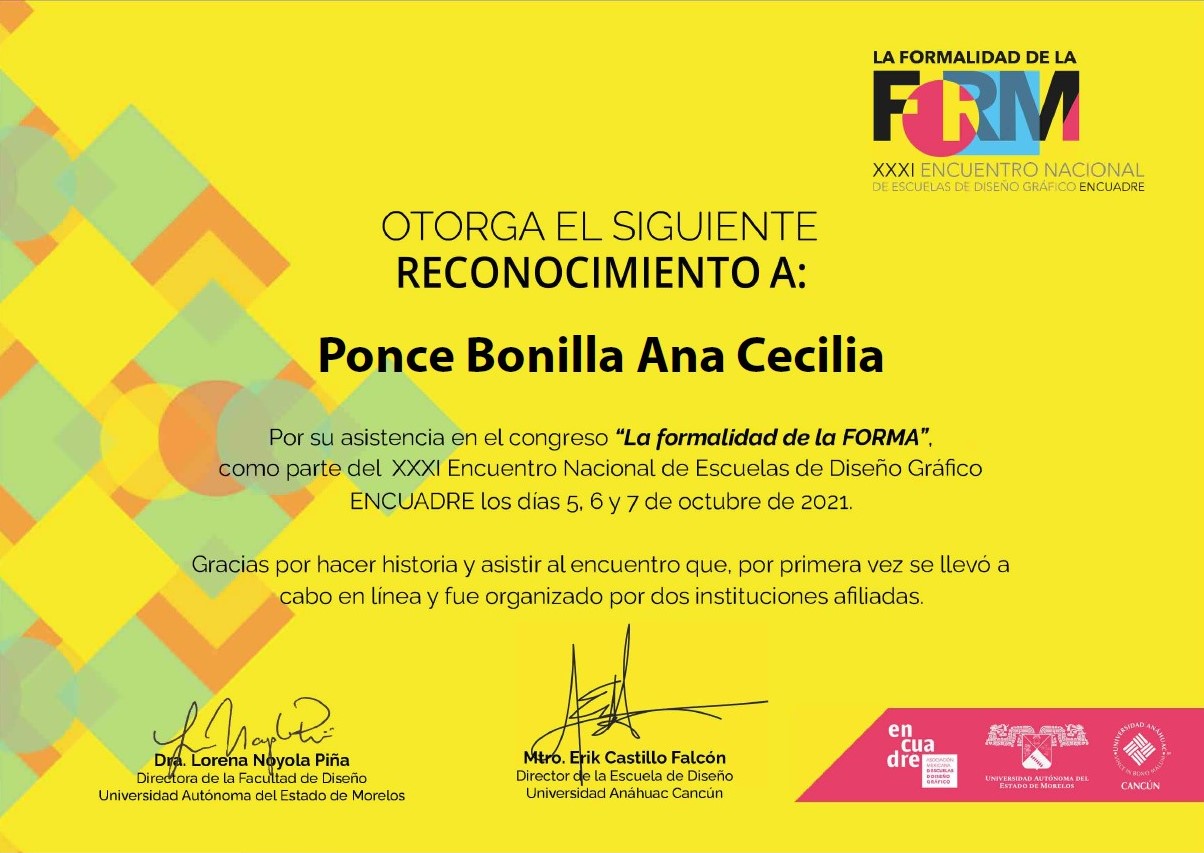 LA FORMALIDAD DE LA
FORM
XXXI ENCUENTRO NACIONAL
DE ESCUELAS DE DISEÑO GRÁFICO ENCUADRE
OTORGA EL SIGUIENTE
RECONOCIMIENTO A:
Ponce Bonilla Ana Cecilia
Por su asistencia en el congreso “La formalidad de la FORMA”,
como parte del XXXI Encuentro Nacional de Escuelas de Diseño Gráfico
ENCUADRE los días 5, 6 y 7 de octubre de 2021.
Gracias por hacer historia y asistir al encuentro que, por primera vez se llevó a
cabo en línea y fue organizado por dos instituciones afiliadas.
Dra. Lorena Noyola Piña
Directora de la Facultad de Diseño
Universidad Autónoma del Estado de Morelos
Mtro. Erik Castillo Falcón
Director de la Escuela de Diseño
Universidad Anáhuac Cancún
en
cua
dre
ASOCIACIÓN
MEXICANA
DE ESCUELAS
DE DISEÑO
GRÁFICO
UNIVERSIDAD AUTÓNOMA DEL
ESTADO DE MORELOS
UNIVERSIDAD ANÁHUAC
CANCÚN